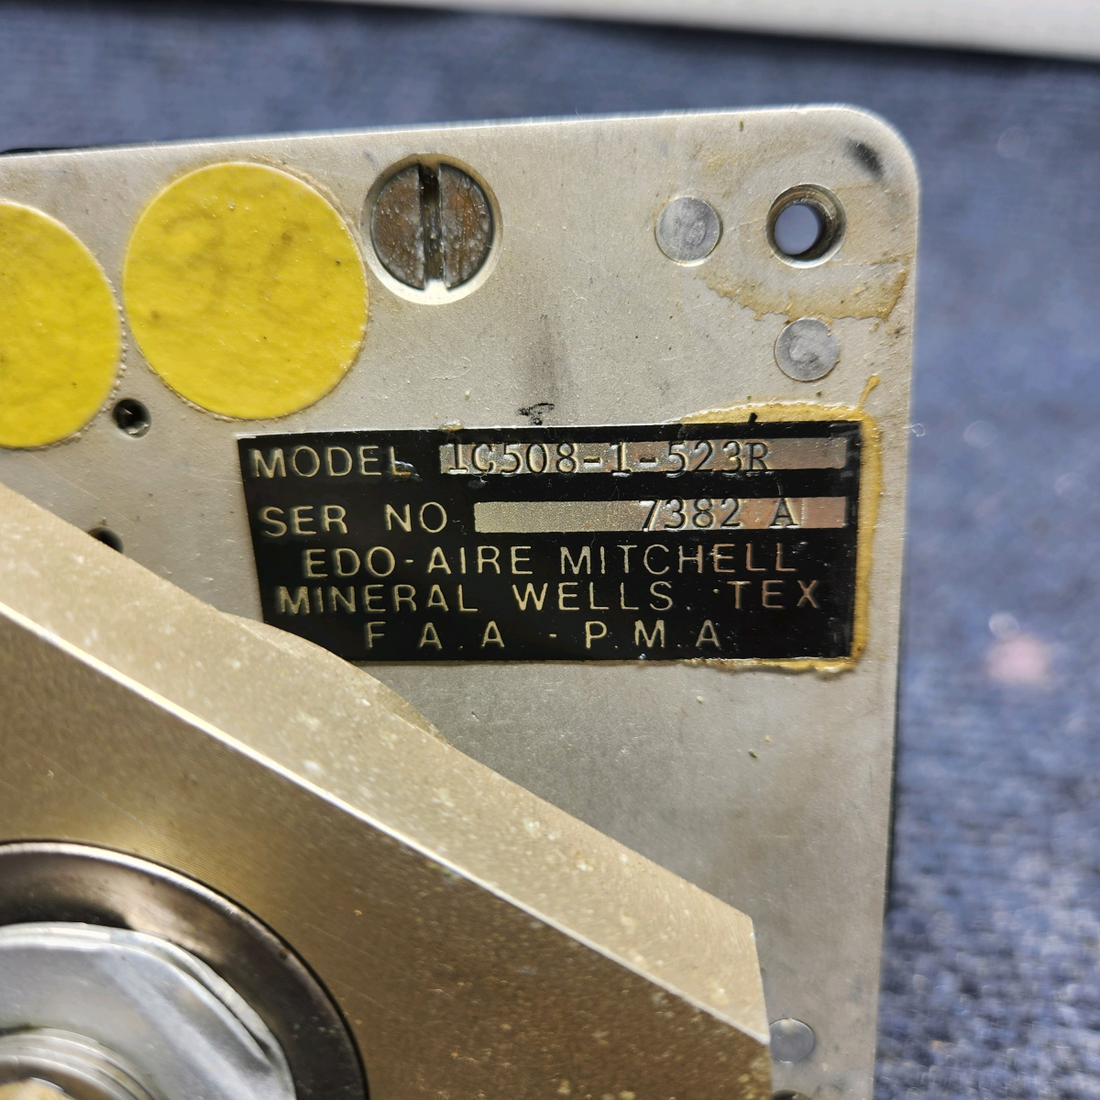 MODEL 1C508-1-523R
SER NO 7382 A
EDO-AIRE MITCHELL
MINERAL WELLS. TEX
F.A.A - P.M.A